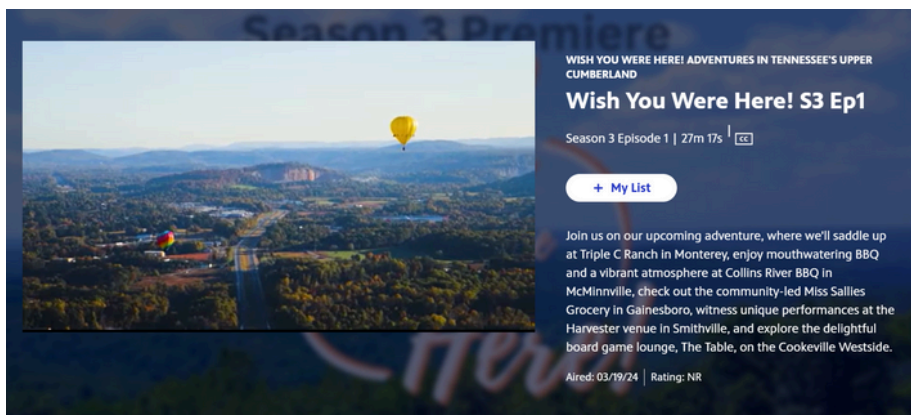 Season 3 Premiere
WISH YOU WERE HERE! ADVENTURES IN TENNESSEE'S UPPER
CUMBERLAND
Wish You Were Here! S3 Ep1
Season 3 Episode 1 | 27m 17s | CC
+ My List
Join us on our upcoming adventure, where we'll saddle up
at Triple C Ranch in Monterey, enjoy mouthwatering BBQ
and a vibrant atmosphere at Collins River BBQ in
McMinnville, check out the community-led Miss Sallies
Grocery in Gainesboro, witness unique performances at the
Harvester venue in Smithville, and explore the delightful
board game lounge, The Table, on the Cookeville Westside.
Here
Aired: 03/19/24 | Rating: NR